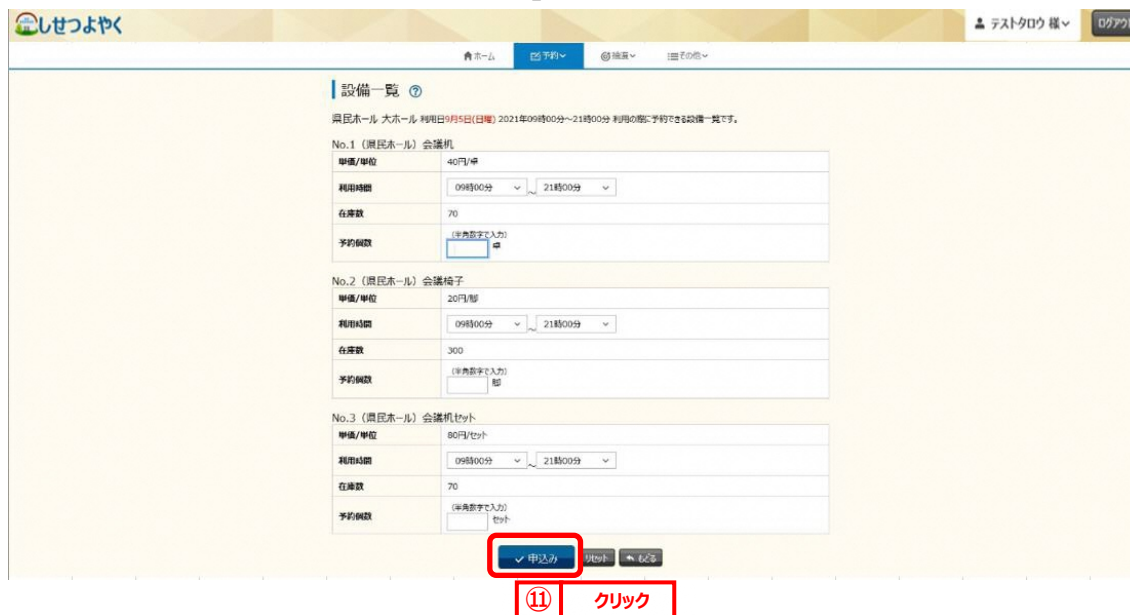 しせつよやく
テストタロウ 様
ログアウト
ホーム 予約 抽選 その他
設備一覧 ?
県民ホール 大ホール 利用日9月5日(日曜) 2021年09時00分～21時00分 利用の際に予約できる設備一覧です。
No.1（県民ホール）会議机
単価/単位 40円/卓
利用時間 09時00分 ～ 21時00分
在庫数 70
(半角数字で入力)
予約個数 卓
No.2（県民ホール）会議椅子
単価/単位 20円/脚
利用時間 09時00分 ～ 21時00分
在庫数 300
(半角数字で入力)
予約個数 脚
No.3（県民ホール）会議机セット
単価/単位 80円/セット
利用時間 09時00分 ～ 21時00分
在庫数 70
(半角数字で入力)
予約個数 セット
申込み リセット もどる
⑪ クリック